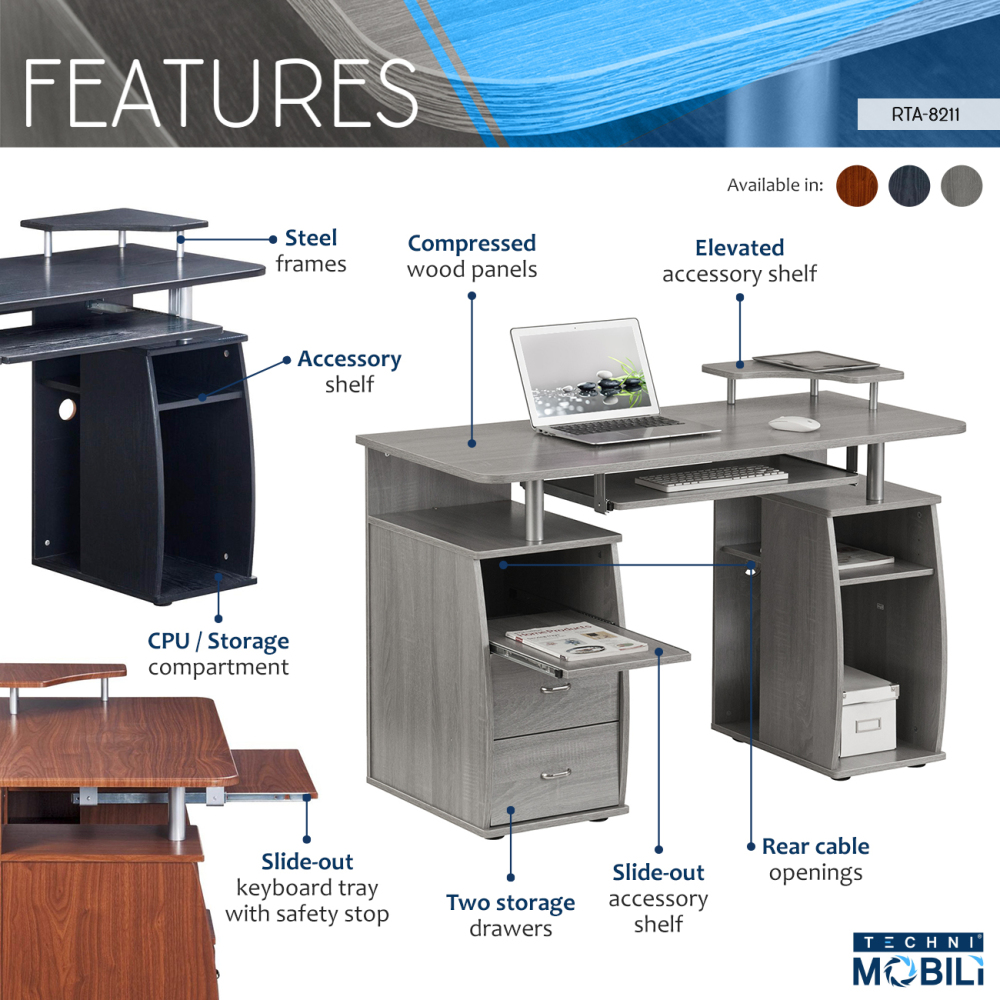 FEATURES
RTA-8211
Available in:
Steel
frames
Compressed
wood panels
Elevated
accessory shelf
Accessory
shelf
CPU / Storage
compartment
Slide-out
keyboard tray
with safety stop
Two storage
drawers
Slide-out
accessory
shelf
Rear cable
openings
TECHNI
MOBILI